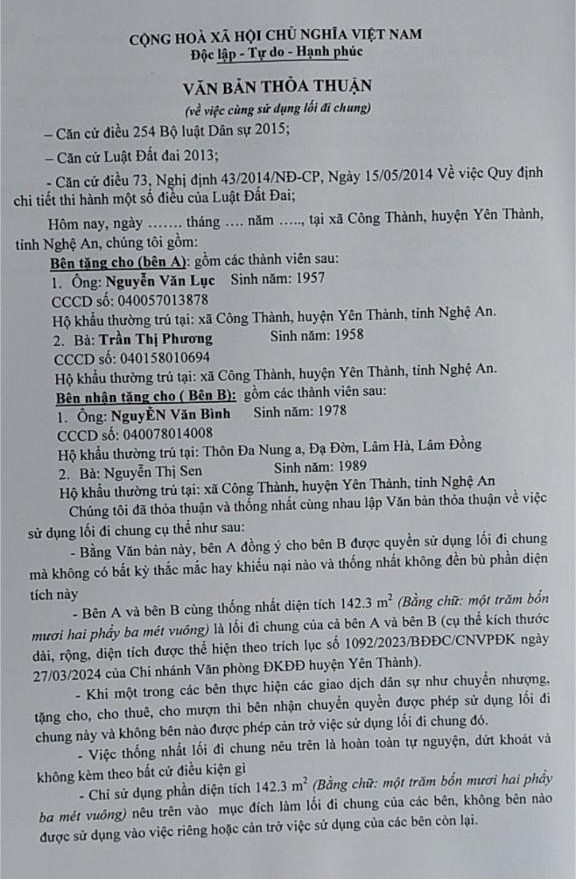 CỘNG HOÀ XÃ HỘI CHỦ NGHĨA VIỆT NAM
Độc lập - Tự do - Hạnh phúc
VĂN BẢN THỎA THUẬN
(về việc cùng sử dụng lối đi chung)
– Căn cứ điều 254 Bộ luật Dân sự 2015;
– Căn cứ Luật Đất đai 2013;
- Căn cứ điều 73, Nghị định 43/2014/NĐ-CP, Ngày 15/05/2014 Về việc Quy định
chi tiết thi hành một số điều của Luật Đất Đai;
Hôm nay, ngày ……. tháng …. năm ….., tại xã Công Thành, huyện Yên Thành,
tỉnh Nghệ An, chúng tôi gồm:
Bên tặng cho (bên A): gồm các thành viên sau:
1. Ông: Nguyễn Văn Lục Sinh năm: 1957
CCCD số: 040057013878
Hộ khẩu thường trú tại: xã Công Thành, huyện Yên Thành, tỉnh Nghệ An.
2. Bà: Trần Thị Phương Sinh năm: 1958
CCCD số: 040158010694
Hộ khẩu thường trú tại: xã Công Thành, huyện Yên Thành, tỉnh Nghệ An.
Bên nhận tặng cho ( Bên B): gồm các thành viên sau:
1. Ông: NguyỄN Văn Bình Sinh năm: 1978
CCCD số: 040078014008
Hộ khẩu thường trú tại: Thôn Đa Nung a, Đạ Đờn, Lâm Hà, Lâm Đồng
2. Bà: Nguyễn Thị Sen Sinh năm: 1989
Hộ khẩu thường trú tại: xã Công Thành, huyện Yên Thành, tỉnh Nghệ An
Chúng tôi đã thỏa thuận và thống nhất cùng nhau lập Văn bản thỏa thuận về việc
sử dụng lối đi chung cụ thể như sau:
- Bằng Văn bản này, bên A đồng ý cho bên B được quyền sử dụng lối đi chung
mà không có bất kỳ thắc mắc hay khiếu nại nào và thống nhất không đền bù phần diện
tích này
- Bên A và bên B cùng thống nhất diện tích 142.3 m² (Bằng chữ: một trăm bốn
mươi hai phẩy ba mét vuông) là lối đi chung của cả bên A và bên B (cụ thể kích thước
dài, rộng, diện tích được thể hiện theo trích lục số 1092/2023/BĐĐC/CNVPĐK ngày
27/03/2024 của Chi nhánh Văn phòng ĐKĐĐ huyện Yên Thành).
- Khi một trong các bên thực hiện các giao dịch dân sự như chuyển nhượng,
tặng cho, cho thuê, cho mượn thì bên nhận chuyển quyền được phép sử dụng lối đi
chung này và không bên nào được phép cản trở việc sử dụng lối đi chung đó.
- Việc thống nhất lối đi chung nêu trên là hoàn toàn tự nguyện, dứt khoát và
không kèm theo bất cứ điều kiện gì
- Chỉ sử dụng phần diện tích 142.3 m² (Bằng chữ: một trăm bốn mươi hai phẩy
ba mét vuông) nêu trên vào mục đích làm lối đi chung của các bên, không bên nào
được sử dụng vào việc riêng hoặc cản trở việc sử dụng của các bên còn lại.